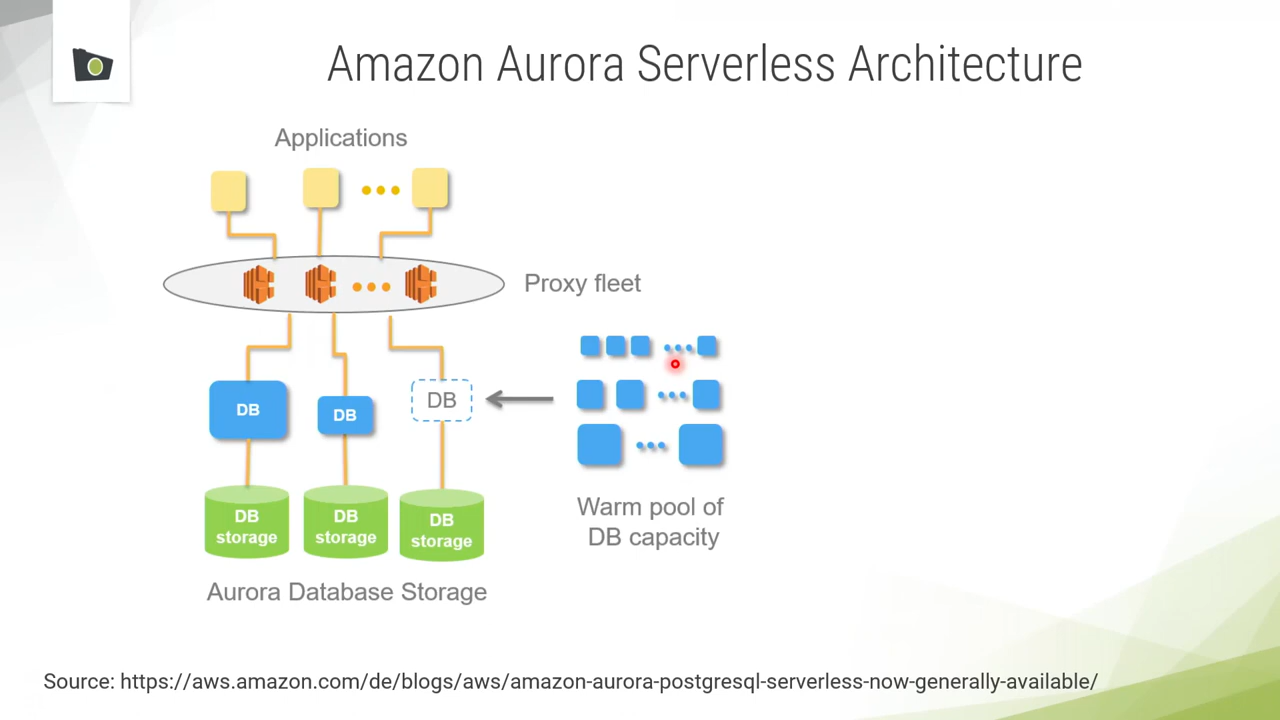 Amazon Aurora Serverless Architecture
Applications
Proxy fleet
DB
DB
DB
DB
storage
DB
storage
DB
storage
Warm pool of
DB capacity
Aurora Database Storage
Source: https://aws.amazon.com/de/blogs/aws/amazon-aurora-postgresql-serverless-now-generally-available/